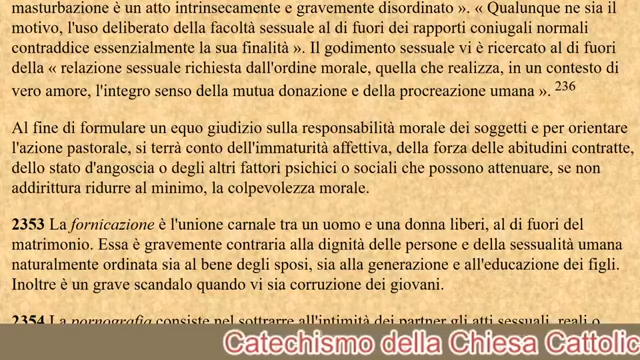 masturbazione è un atto intrinsecamente e gravemente disordinato ». « Qualunque ne sia il
motivo, l'uso deliberato della facoltà sessuale al di fuori dei rapporti coniugali normali
contraddice essenzialmente la sua finalità ». Il godimento sessuale vi è ricercato al di fuori
della « relazione sessuale richiesta dall'ordine morale, quella che realizza, in un contesto di
vero amore, l'integro senso della mutua donazione e della procreazione umana ». 236
Al fine di formulare un equo giudizio sulla responsabilità morale dei soggetti e per orientare
l'azione pastorale, si terrà conto dell'immaturità affettiva, della forza delle abitudini contratte,
dello stato d'angoscia o degli altri fattori psichici o sociali che possono attenuare, se non
addirittura ridurre al minimo, la colpevolezza morale.
2353 La fornicazione è l'unione carnale tra un uomo e una donna liberi, al di fuori del
matrimonio. Essa è gravemente contraria alla dignità delle persone e della sessualità umana
naturalmente ordinata sia al bene degli sposi, sia alla generazione e all'educazione dei figli.
Inoltre è un grave scandalo quando vi sia corruzione dei giovani.
2354 La pornografia consiste nel sottrarre all'intimità dei partner gli atti sessuali, reali o
Catechismo della Chiesa Cattolic